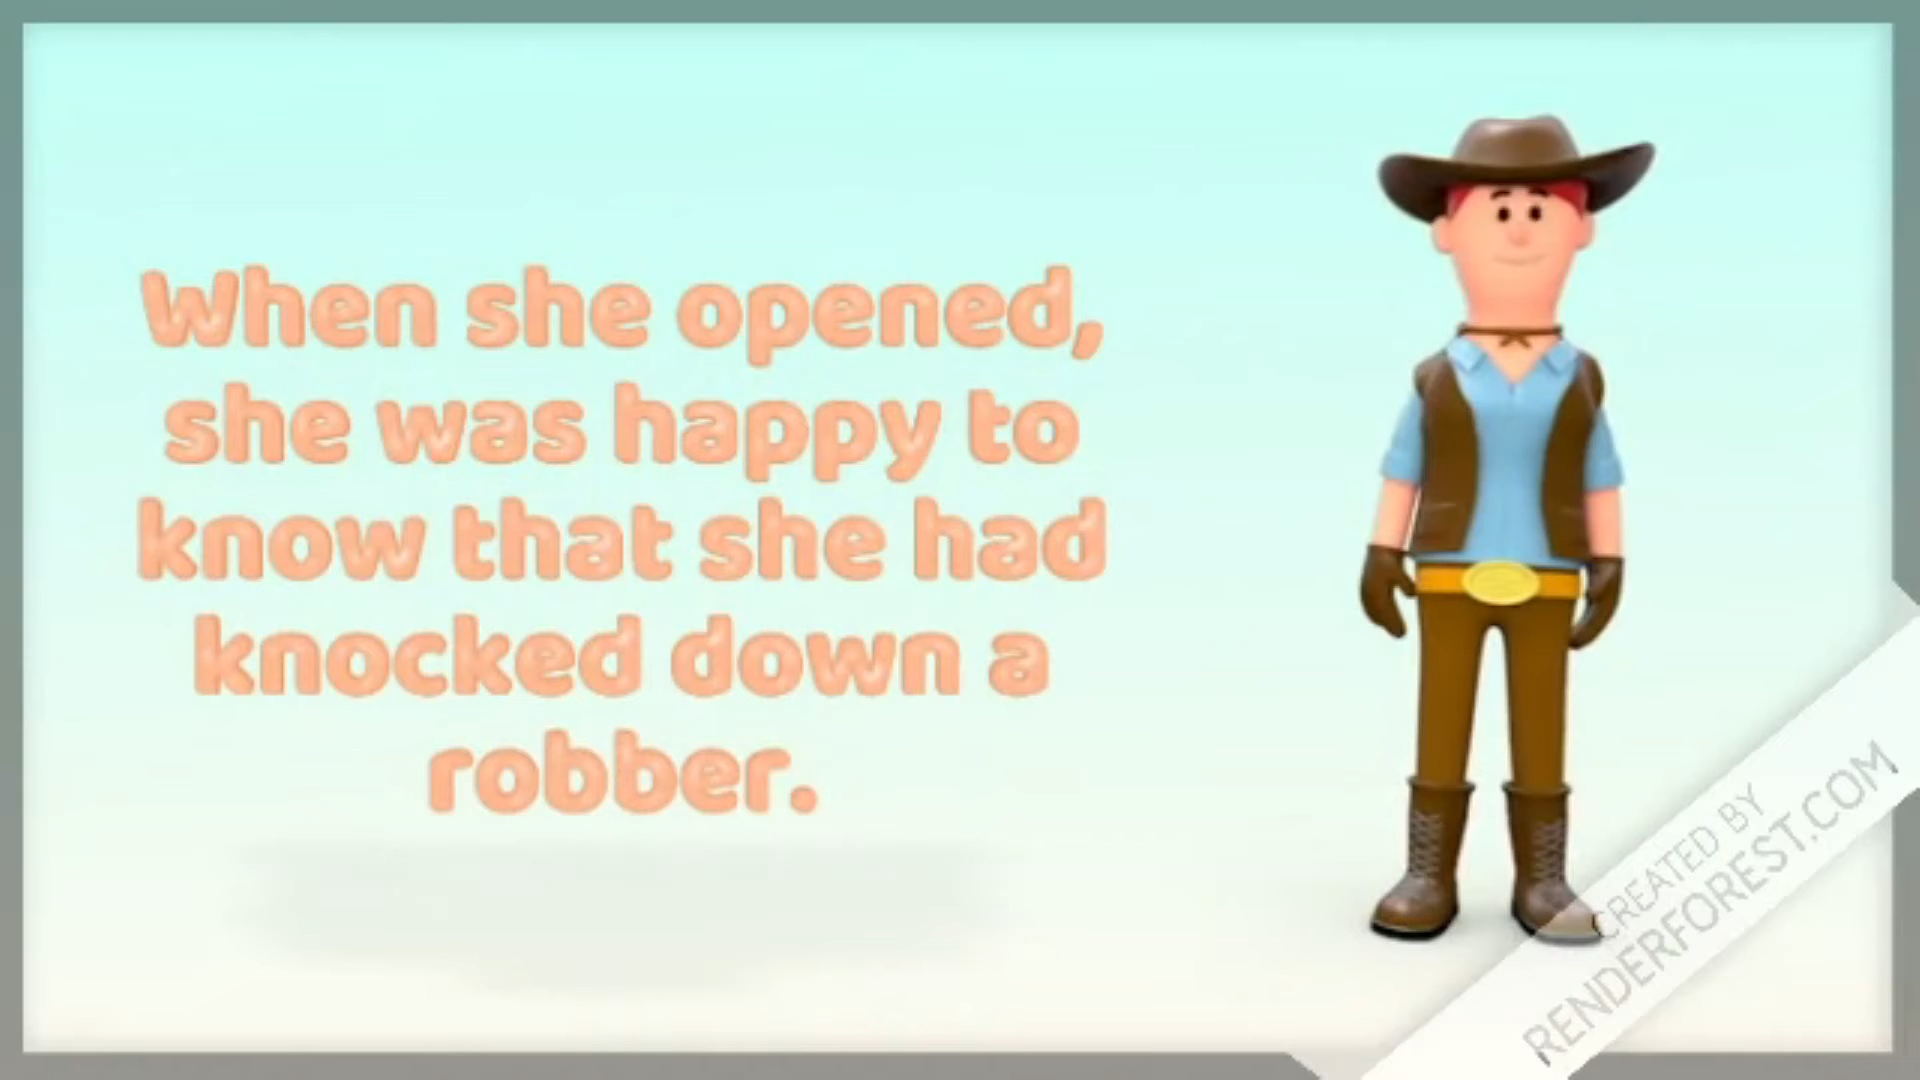 When she opened,
she was happy to
know that she had
knocked down a
robber.
CREATED BY
RENDERFOREST.COM